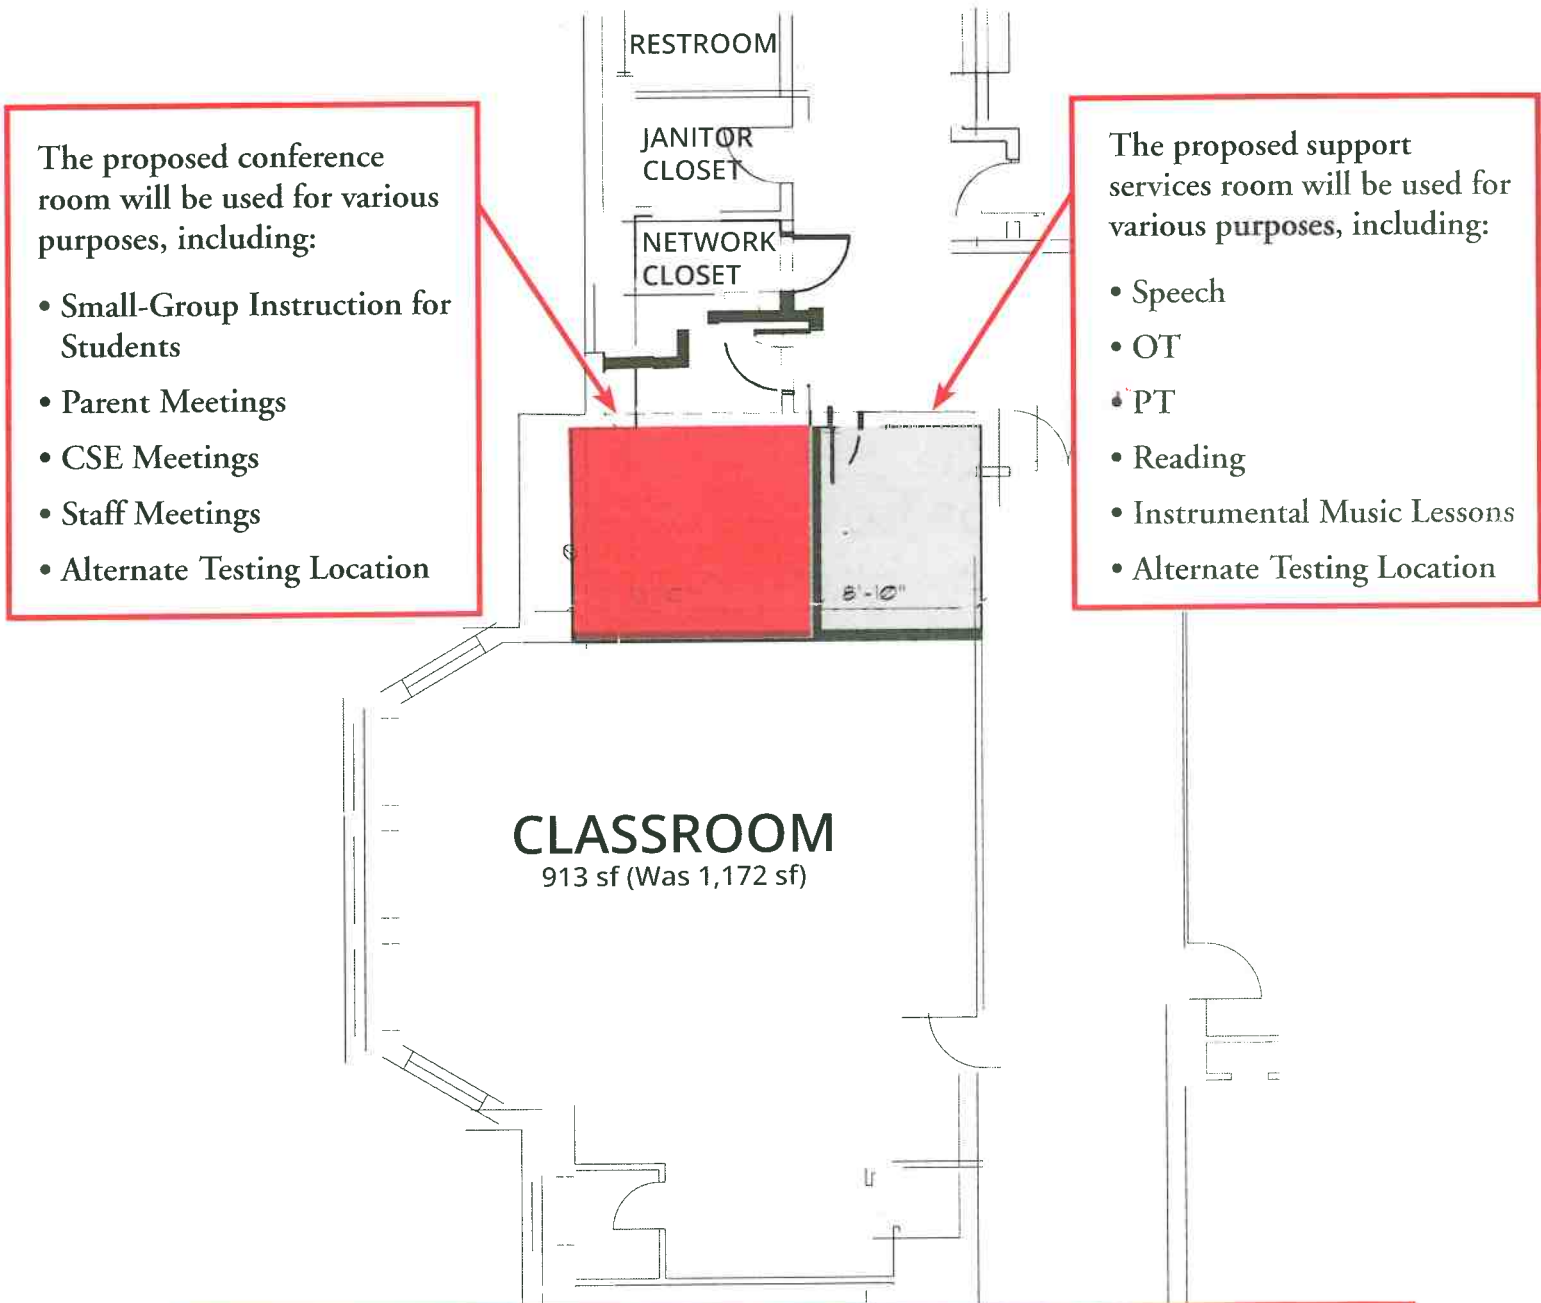 RESTROOM
JANITOR
CLOSET
NETWORK
CLOSET
The proposed conference
room will be used for various
purposes, including:
• Small-Group Instruction for
Students
• Parent Meetings
• CSE Meetings
• Staff Meetings
• Alternate Testing Location
The proposed support
services room will be used for
various purposes, including:
• Speech
• OT
• PT
• Reading
• Instrumental Music Lessons
• Alternate Testing Location
8'-10"
CLASSROOM
913 sf (Was 1,172 sf)